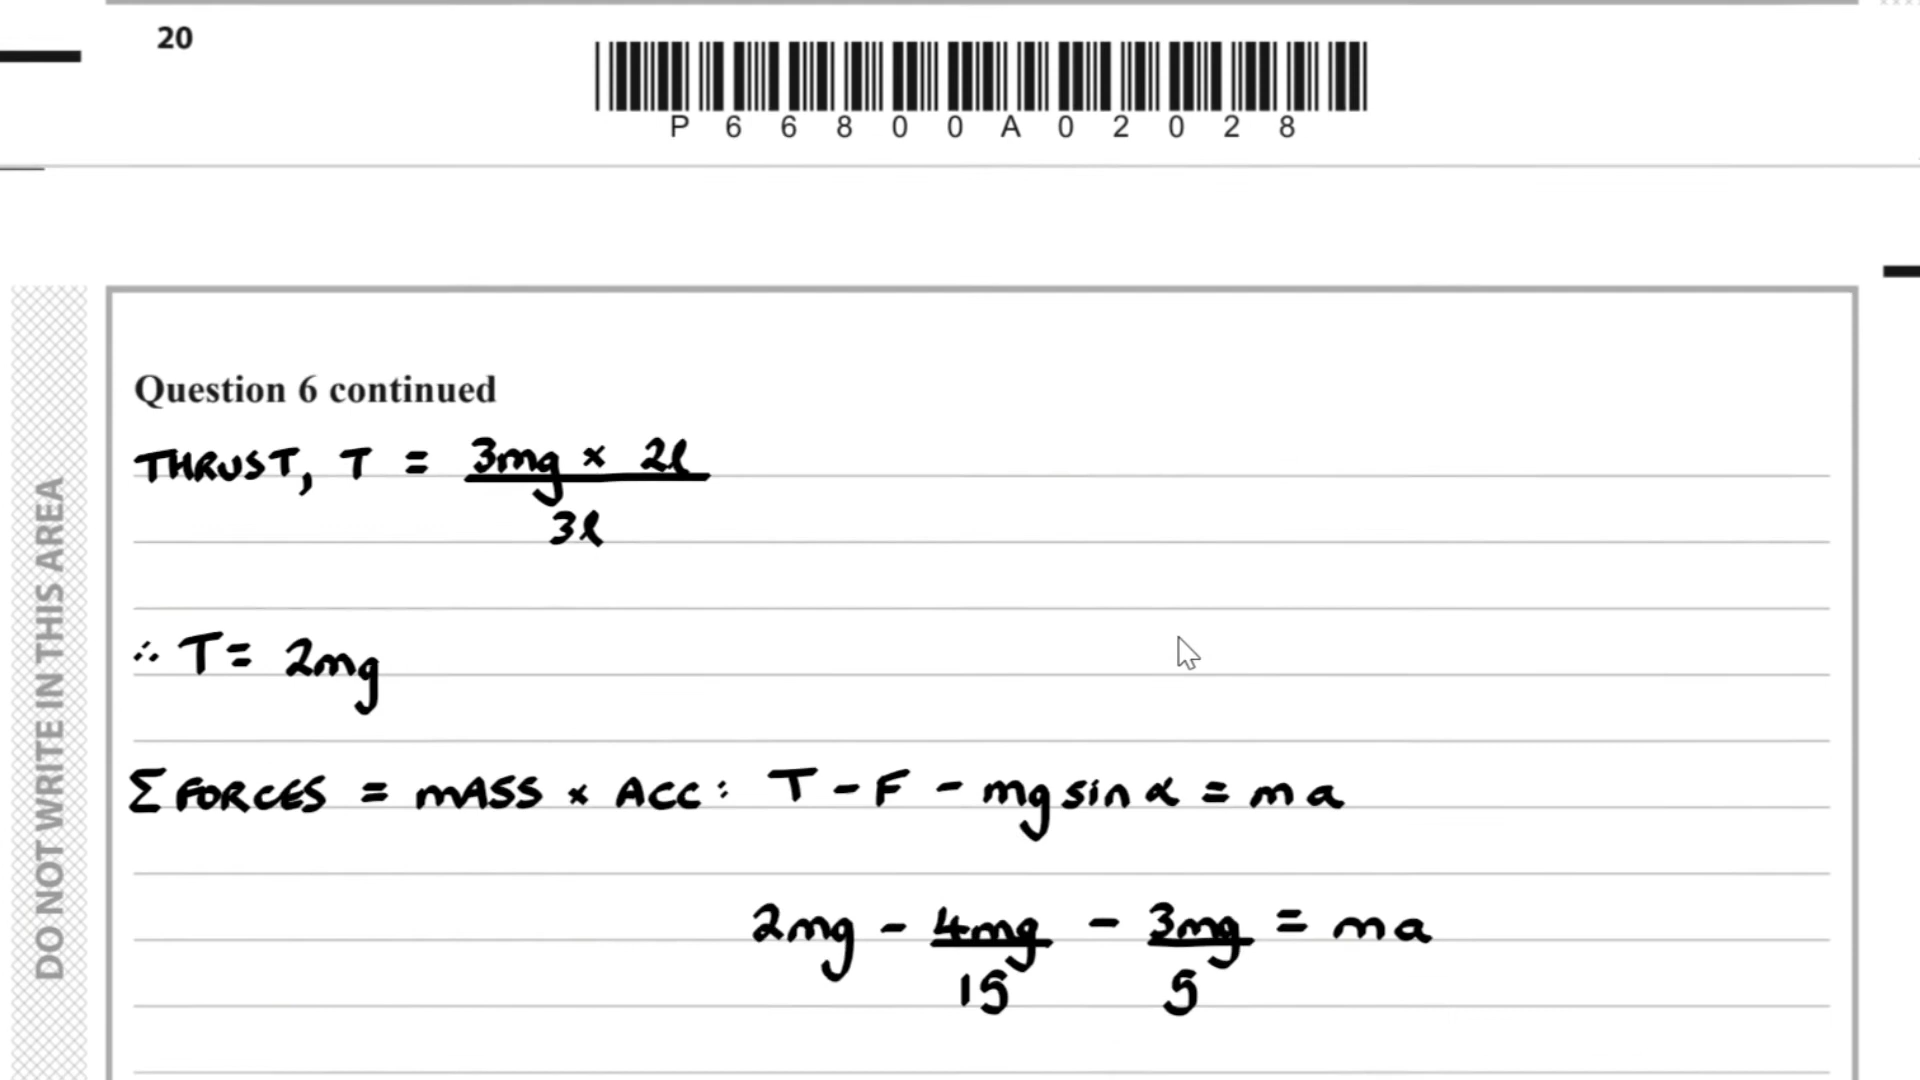 20
P 6 6 8 0 0 A 0 2 0 2 8
DO NOT WRITE IN THIS AREA
Question 6 continued
THRUST, T = 3mg × 2l / 3l
∴ T = 2mg
Σ FORCES = MASS × ACC: T - F - mg sin α = ma
2mg - 4mg/15 - 3mg/5 = ma